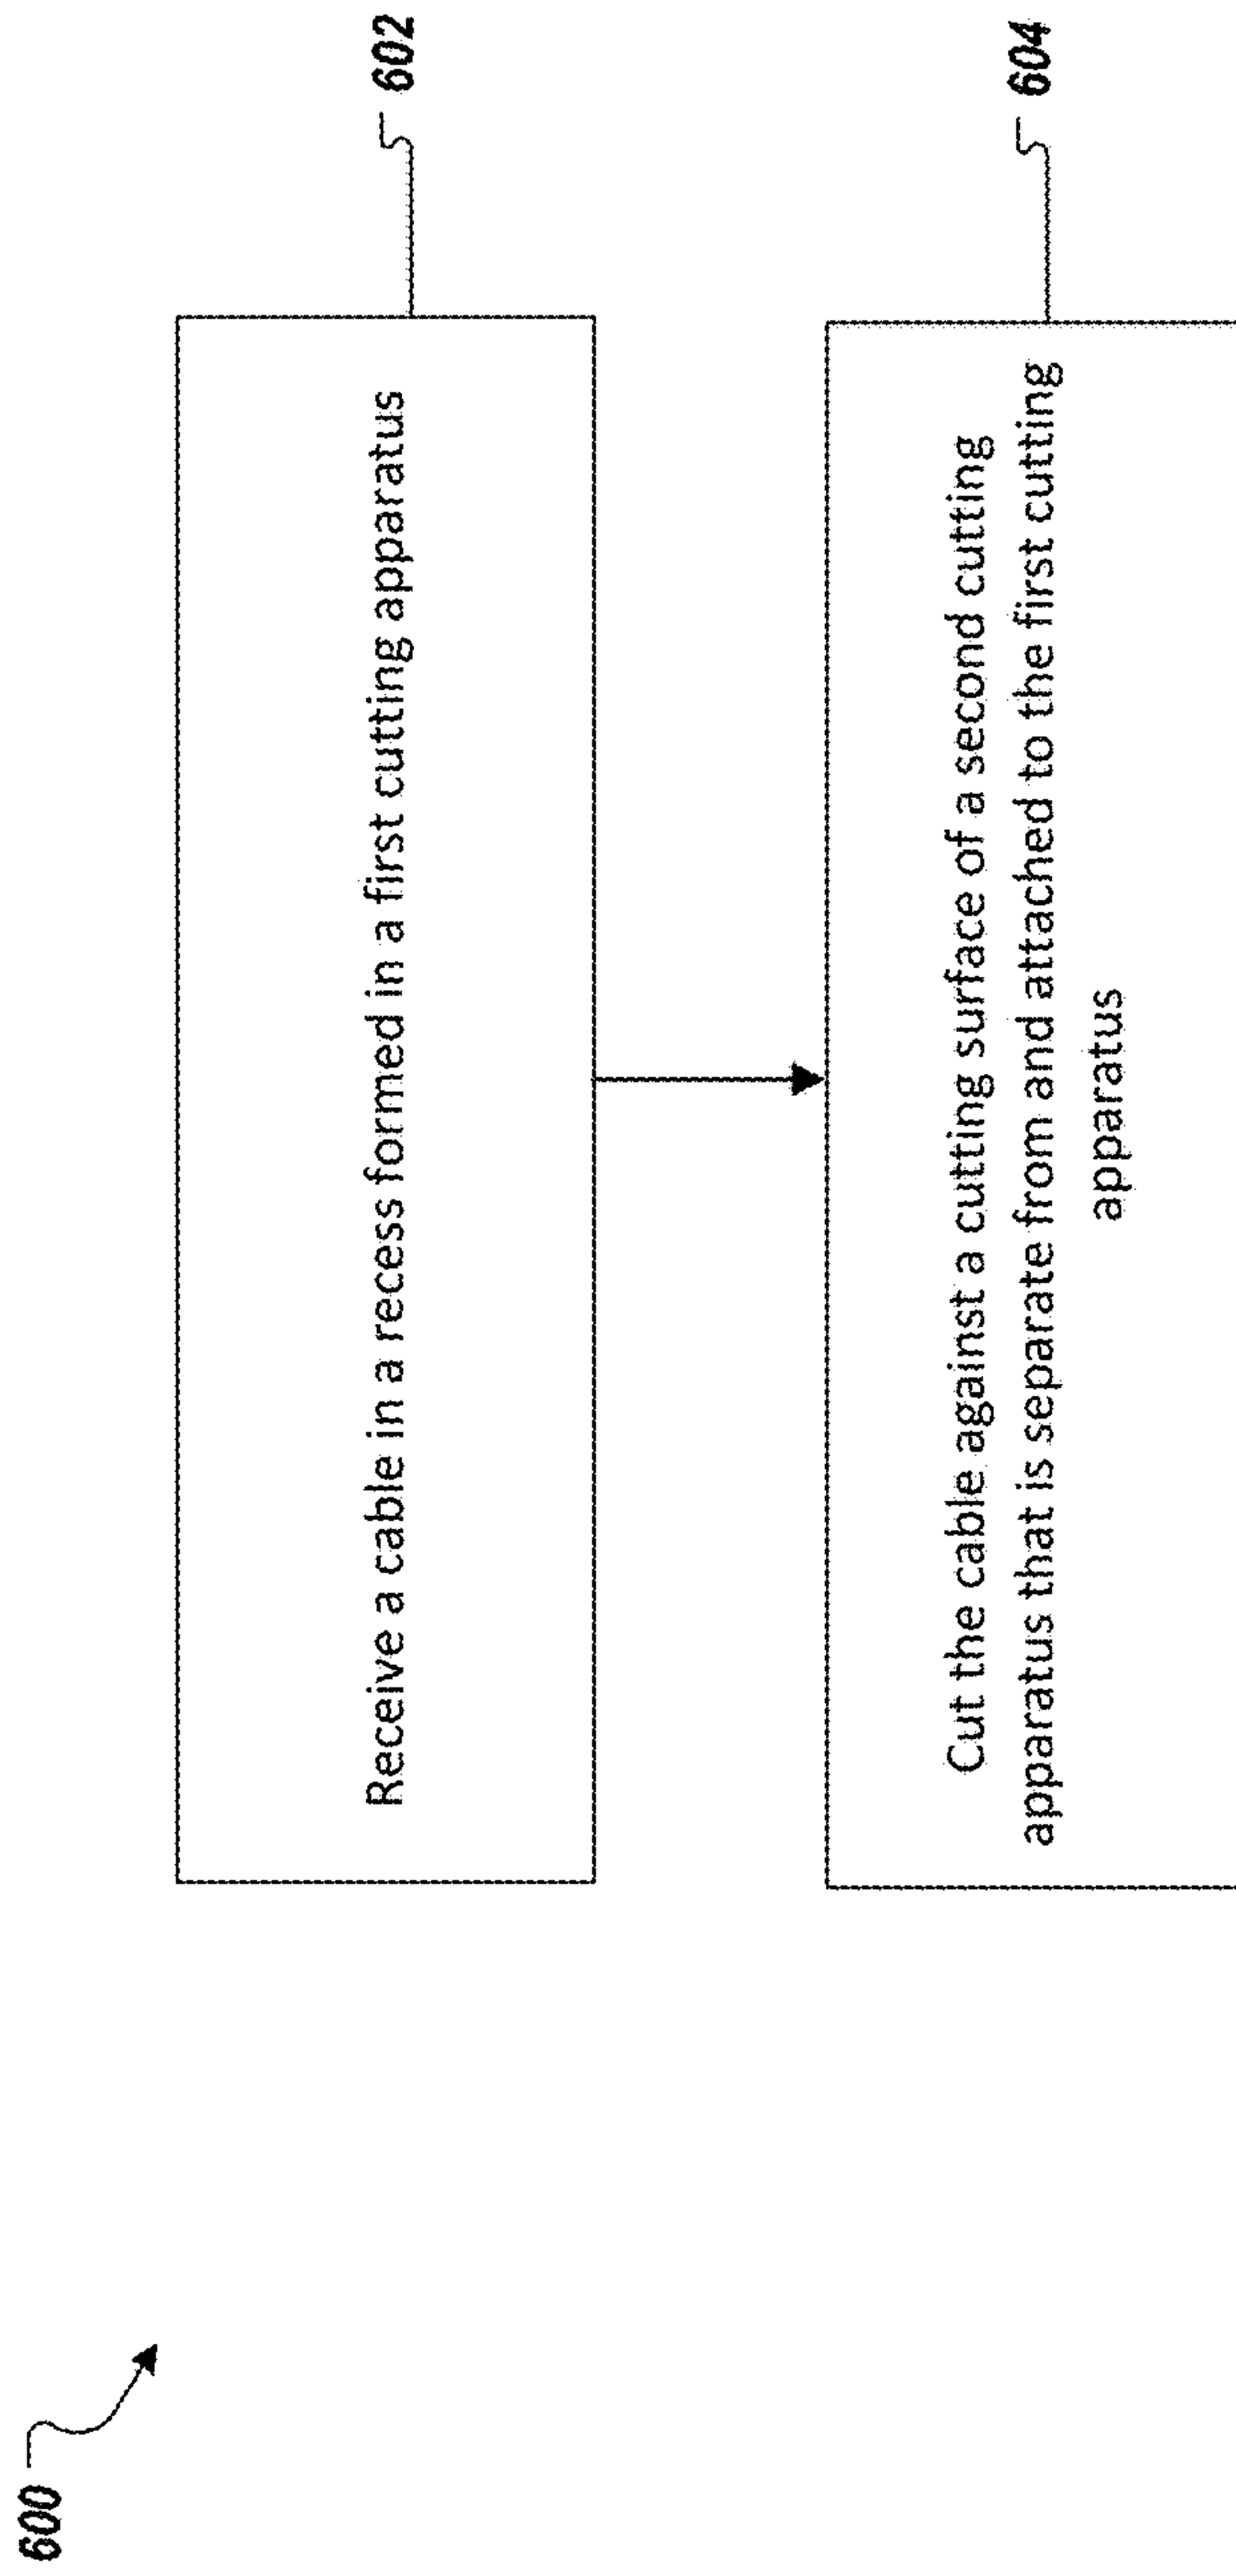 600
Receive a cable in a recess formed in a first cutting apparatus
602
Cut the cable against a cutting surface of a second cutting
apparatus that is separate from and attached to the first cutting
apparatus
604